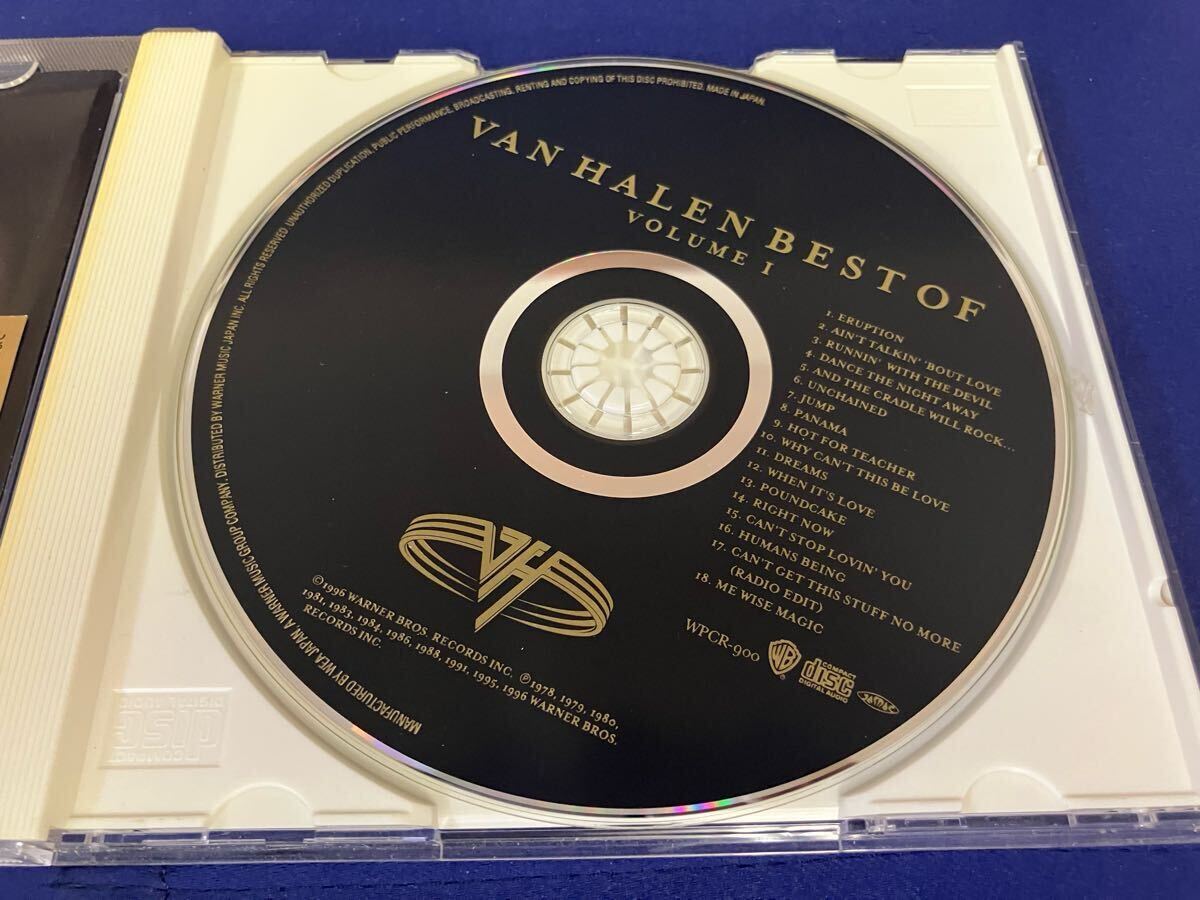 VAN HALEN BEST OF
VOLUME I
1. ERUPTION
2. AIN'T TALKIN' 'BOUT LOVE
3. RUNNIN' WITH THE DEVIL
4. DANCE THE NIGHT AWAY
5. AND THE CRADLE WILL ROCK...
6. UNCHAINED
7. JUMP
8. PANAMA
9. HOT FOR TEACHER
10. WHY CAN'T THIS BE LOVE
11. DREAMS
12. WHEN IT'S LOVE
13. POUNDCAKE
14. RIGHT NOW
15. CAN'T STOP LOVIN' YOU
16. HUMANS BEING
17. CAN'T GET THIS STUFF NO MORE
(RADIO EDIT)
18. ME WISE MAGIC
WPCR-900
WB
COMPACT
disc
DIGITAL AUDIO
VH
©1996 WARNER BROS. RECORDS INC. ℗1978, 1979, 1980,
1981, 1983, 1984, 1986, 1988, 1991, 1995, 1996 WARNER BROS.
RECORDS INC.
MANUFACTURED BY WEA JAPAN, A WARNER MUSIC GROUP COMPANY. DISTRIBUTED BY WARNER MUSIC JAPAN INC. ALL RIGHTS RESERVED. UNAUTHORIZED DUPLICATION, PUBLIC PERFORMANCE, BROADCASTING, RENTING AND COPYING OF THIS DISC PROHIBITED. MADE IN JAPAN.
COMPACT
disc
DIGITAL AUDIO